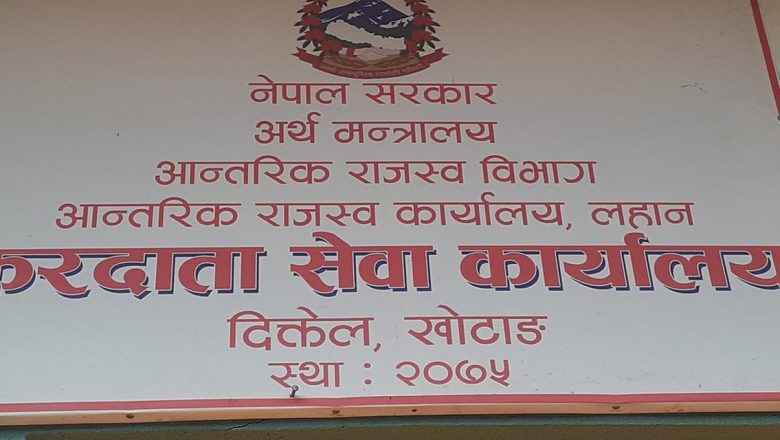 नेपाल सरकार
अर्थ मन्त्रालय
आन्तरिक राजस्व विभाग
आन्तरिक राजस्व कार्यालय, लहान
करदाता सेवा कार्यालय
दिक्तेल, खोटाङ
स्था : २०७५